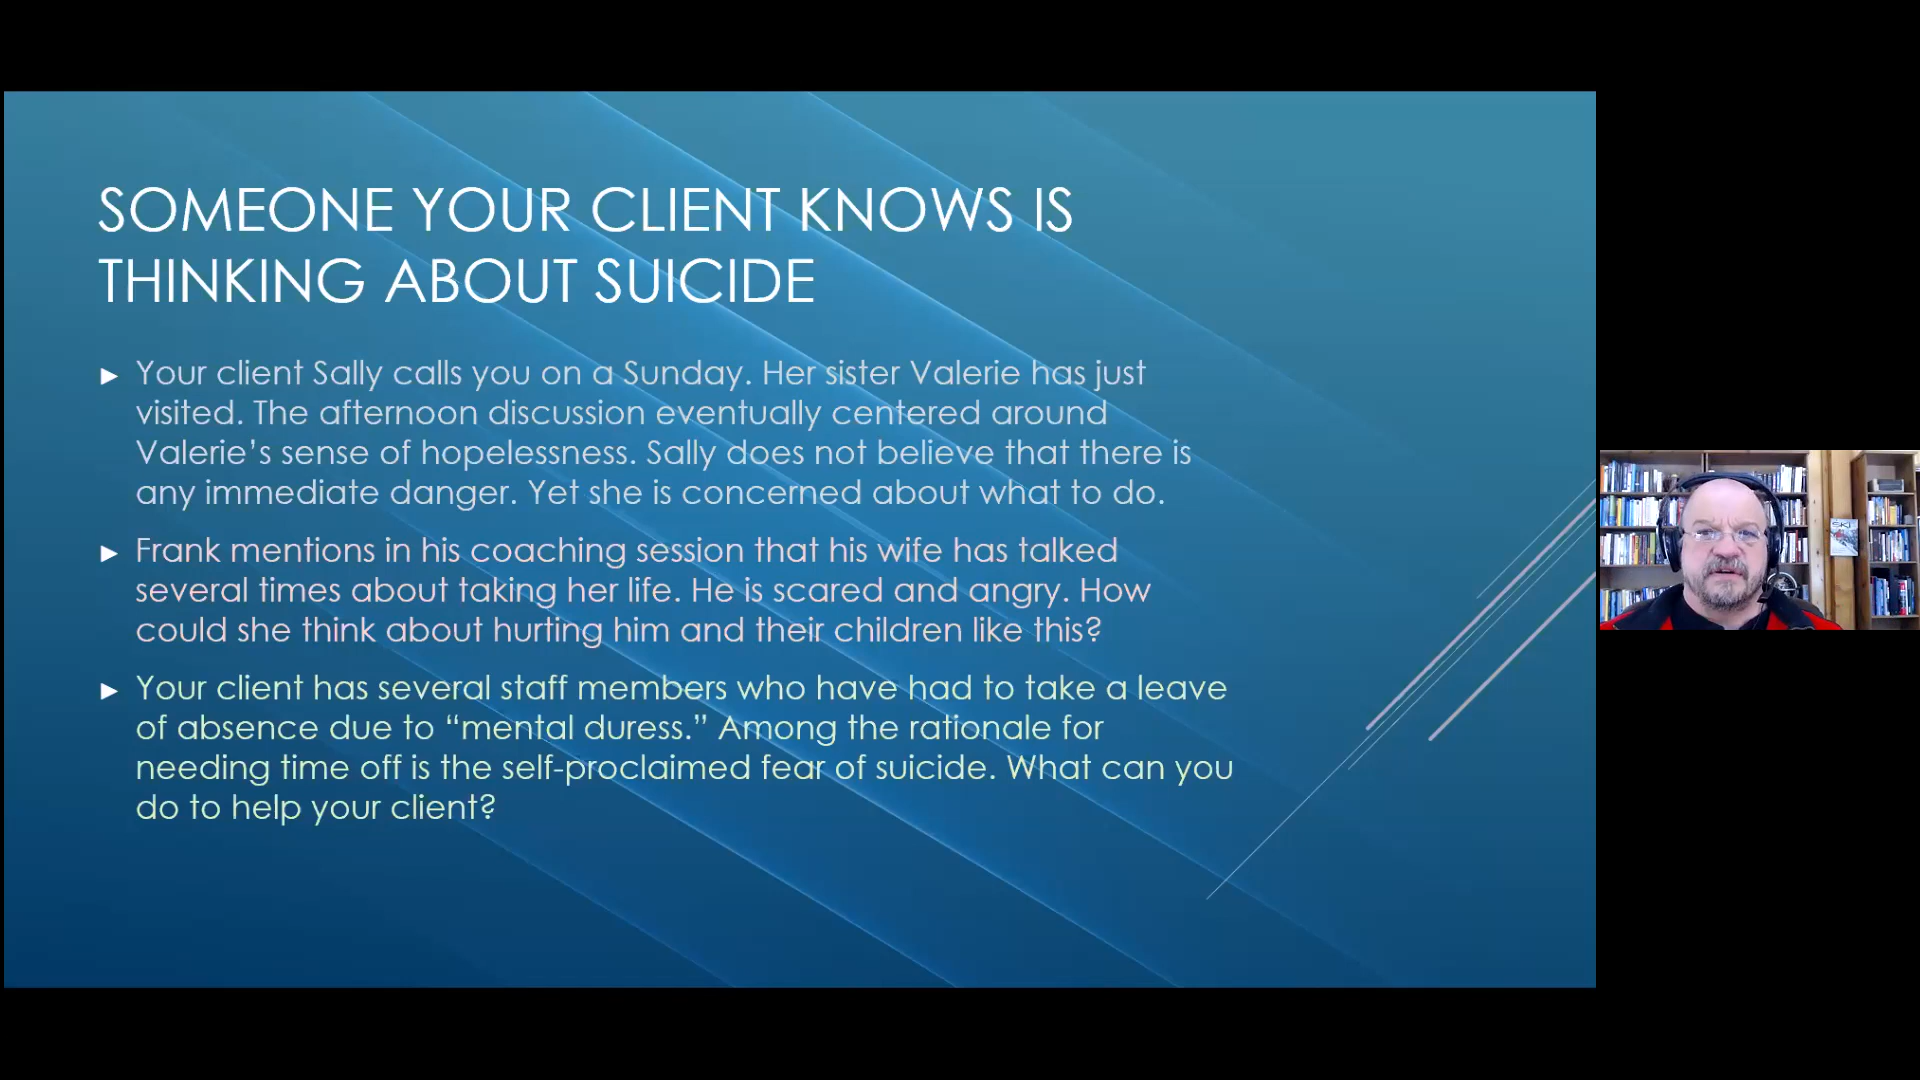 SOMEONE YOUR CLIENT KNOWS IS
THINKING ABOUT SUICIDE
► Your client Sally calls you on a Sunday. Her sister Valerie has just
visited. The afternoon discussion eventually centered around
Valerie’s sense of hopelessness. Sally does not believe that there is
any immediate danger. Yet she is concerned about what to do.
► Frank mentions in his coaching session that his wife has talked
several times about taking her life. He is scared and angry. How
could she think about hurting him and their children like this?
► Your client has several staff members who have had to take a leave
of absence due to “mental duress.” Among the rationale for
needing time off is the self-proclaimed fear of suicide. What can you
do to help your client?